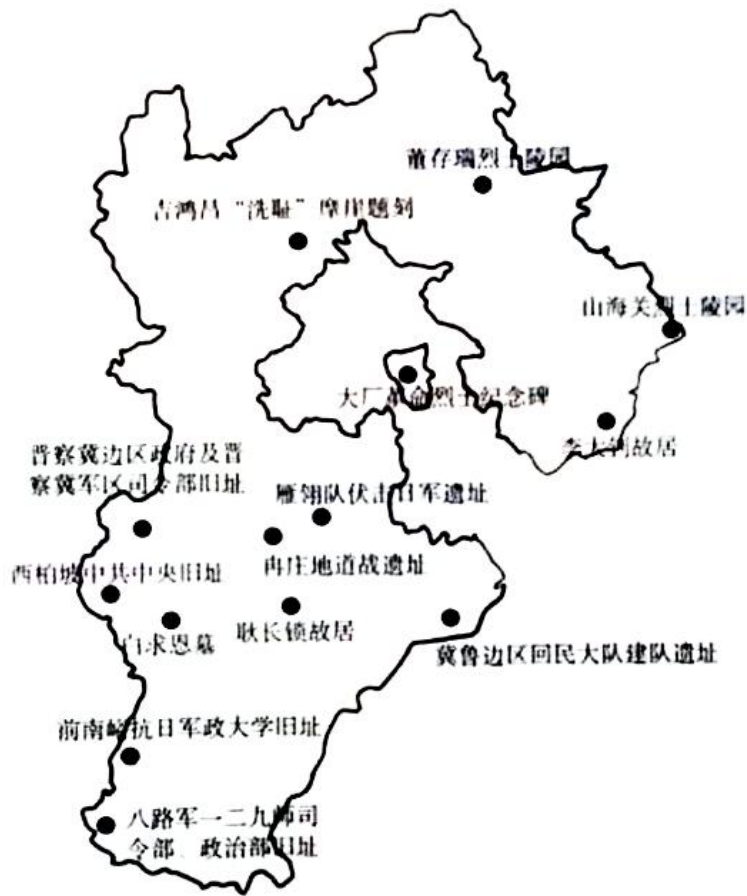 董存瑞烈士陵园
吉鸿昌“洗耻”摩崖题刻
山海关烈士陵园
大厂革命烈士纪念碑
李大钊故居
晋察冀边区政府及晋
察冀军区司令部旧址
雁翎队伏击日军遗址
冉庄地道战遗址
西柏坡中共中央旧址
白求恩墓
耿长锁故居
冀鲁边区回民大队建队遗址
前南峪抗日军政大学旧址
八路军一二九师司
令部、政治部旧址